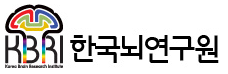 KBRI 한국뇌연구원
Korea Brain Research Institute